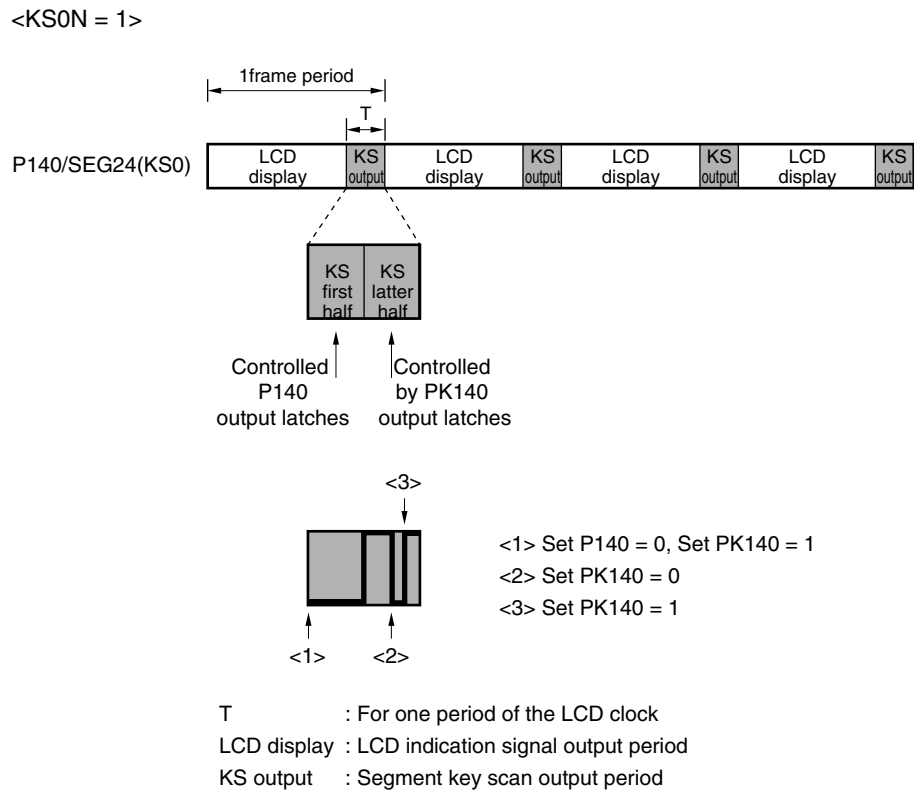 <KS0N = 1>
1frame period
T
P140/SEG24(KS0)
LCD display
KS output
LCD display
KS output
LCD display
KS output
LCD display
KS output
KS first half
KS latter half
Controlled P140 output latches
Controlled by PK140 output latches
<3>
<1> Set P140 = 0, Set PK140 = 1
<2> Set PK140 = 0
<3> Set PK140 = 1
<1>
<2>
T : For one period of the LCD clock
LCD display : LCD indication signal output period
KS output : Segment key scan output period